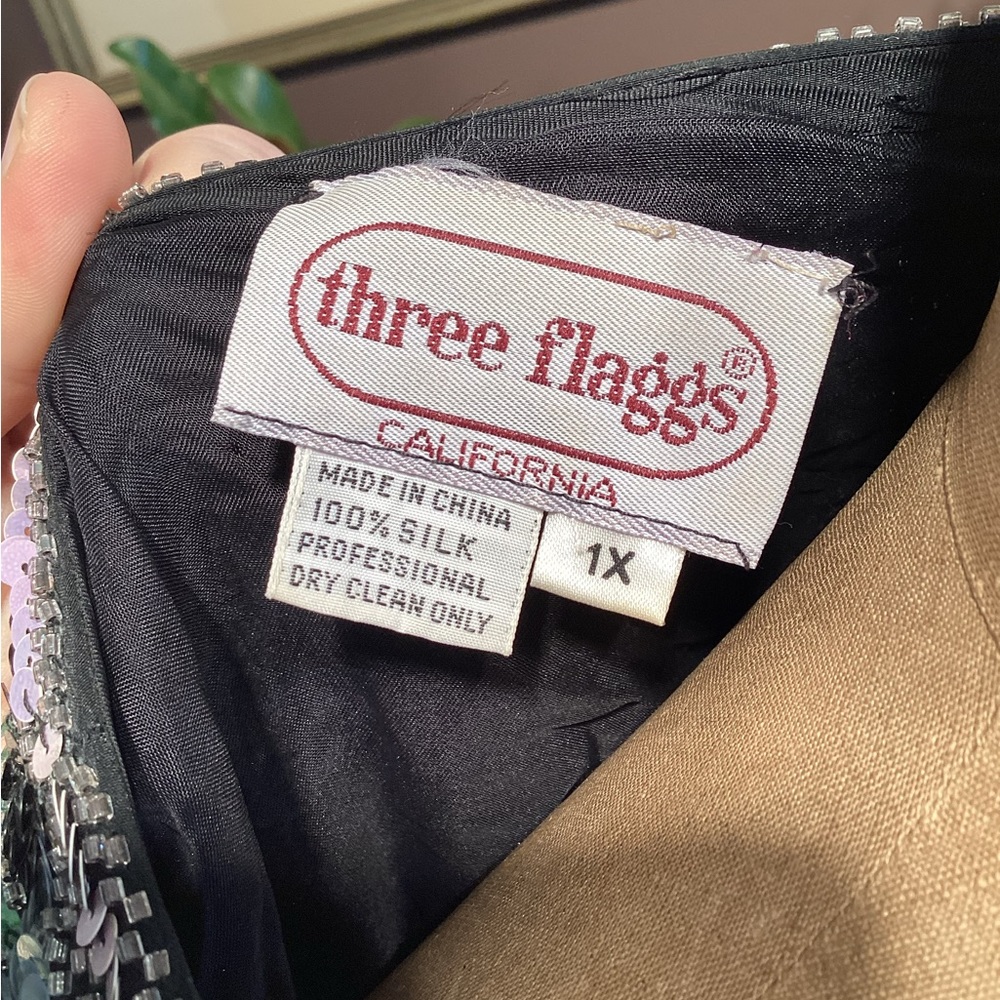 three flaggs®
CALIFORNIA
MADE IN CHINA
100% SILK
PROFESSIONAL
DRY CLEAN ONLY
1X